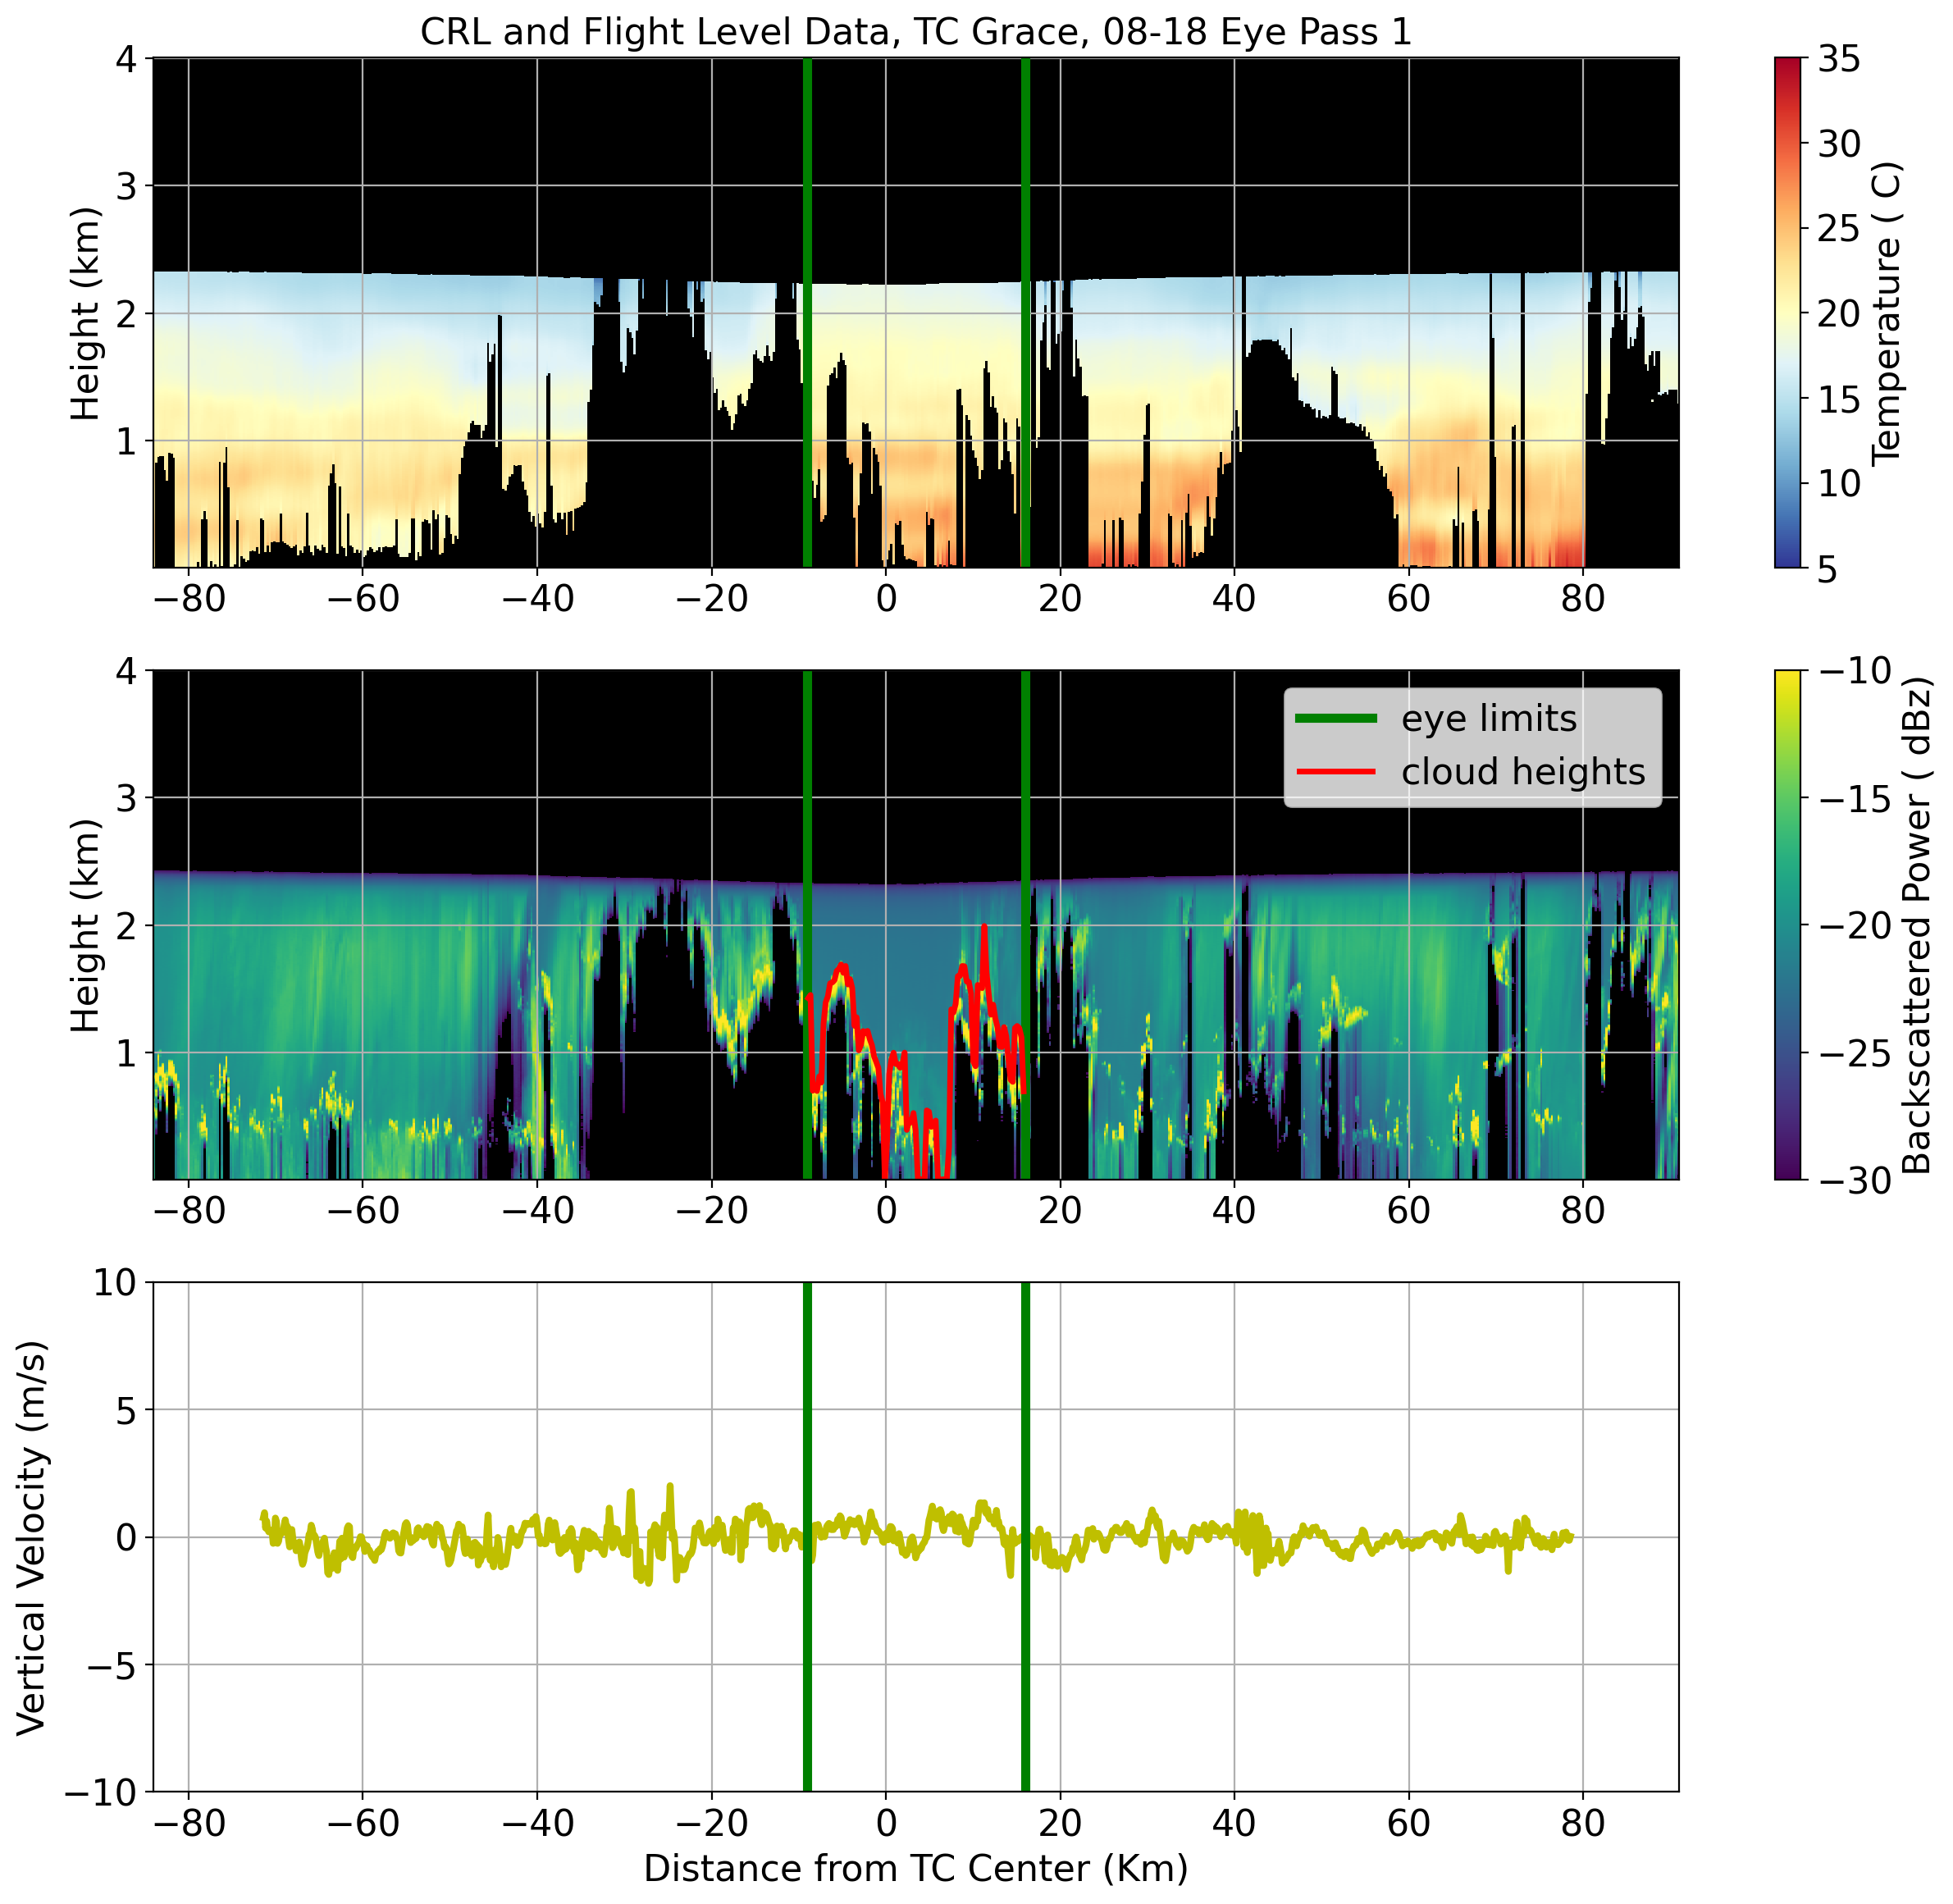 CRL and Flight Level Data, TC Grace, 08-18 Eye Pass 1
4
3
2
1
Height (km)
−80 −60 −40 −20 0 20 40 60 80
35
30
25
20
15
10
5
Temperature ( C)
4
3
2
1
Height (km)
eye limits
cloud heights
−80 −60 −40 −20 0 20 40 60 80
−10
−15
−20
−25
−30
Backscattered Power ( dBz)
10
5
0
−5
−10
Vertical Velocity (m/s)
−80 −60 −40 −20 0 20 40 60 80
Distance from TC Center (Km)